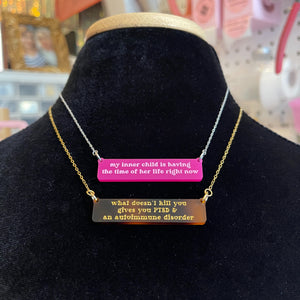 my inner child is having
the time of her life right now
what doesn't kill you
gives you PTSD &
an autoimmune disorder